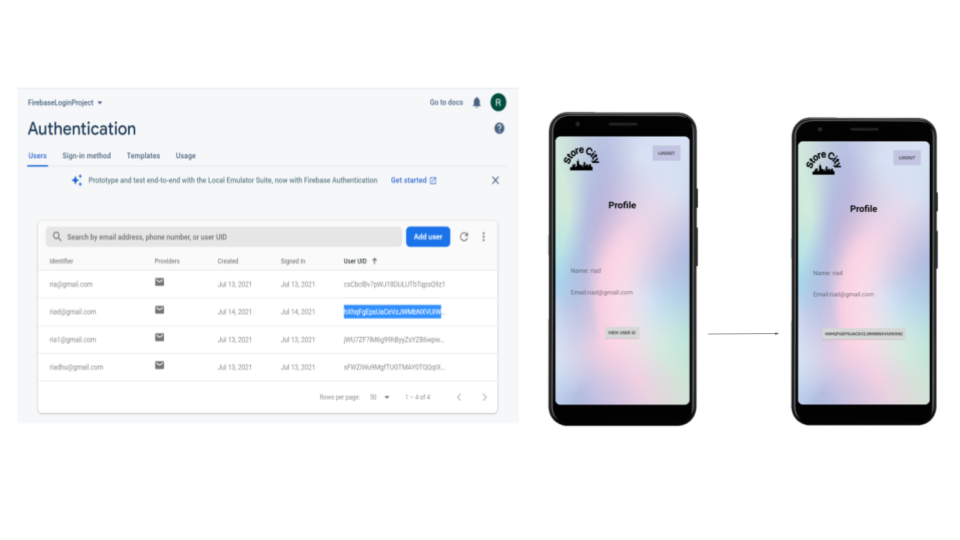 FirebaseLoginProject
Go to docs
R
Authentication
Users Sign-in method Templates Usage
Prototype and test end-to-end with the Local Emulator Suite, now with Firebase Authentication Get started
Search by email address, phone number, or user UID
Add user
Identifier Providers Created Signed In User UID
ria@gmail.com Jul 13, 2021 Jul 13, 2021
riad@gmail.com Jul 14, 2021 Jul 14, 2021
ria1@gmail.com Jul 13, 2021 Jul 13, 2021
riadhu@gmail.com Jul 13, 2021 Jul 13, 2021
Rows per page: 50 1 – 4 of 4
Store City
LOGOUT
Profile
Name: riad
Email:riad@gmail.com
VIEW USER ID
Store City
LOGOUT
Profile
Name: riad
Email:riad@gmail.com